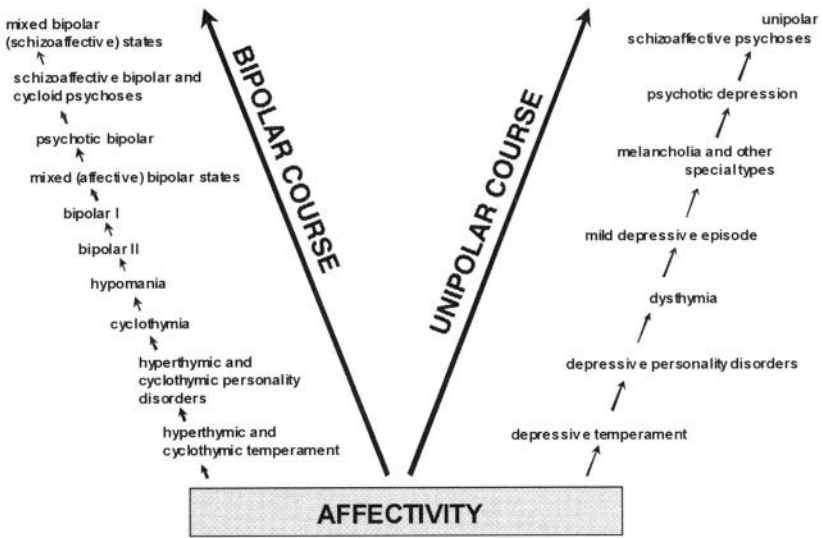 mixed bipolar
(schizoaffective) states
schizoaffective bipolar and
cycloid psychoses
psychotic bipolar
mixed (affective) bipolar states
bipolar I
bipolar II
hypomania
cyclothymia
hyperthymic and
cyclothymic personality
disorders
hyperthymic and
cyclothymic temperament
BIPOLAR COURSE
UNIPOLAR COURSE
unipolar
schizoaffective psychoses
psychotic depression
melancholia and other
special types
mild depressive episode
dysthymia
depressive personality disorders
depressive temperament
AFFECTIVITY